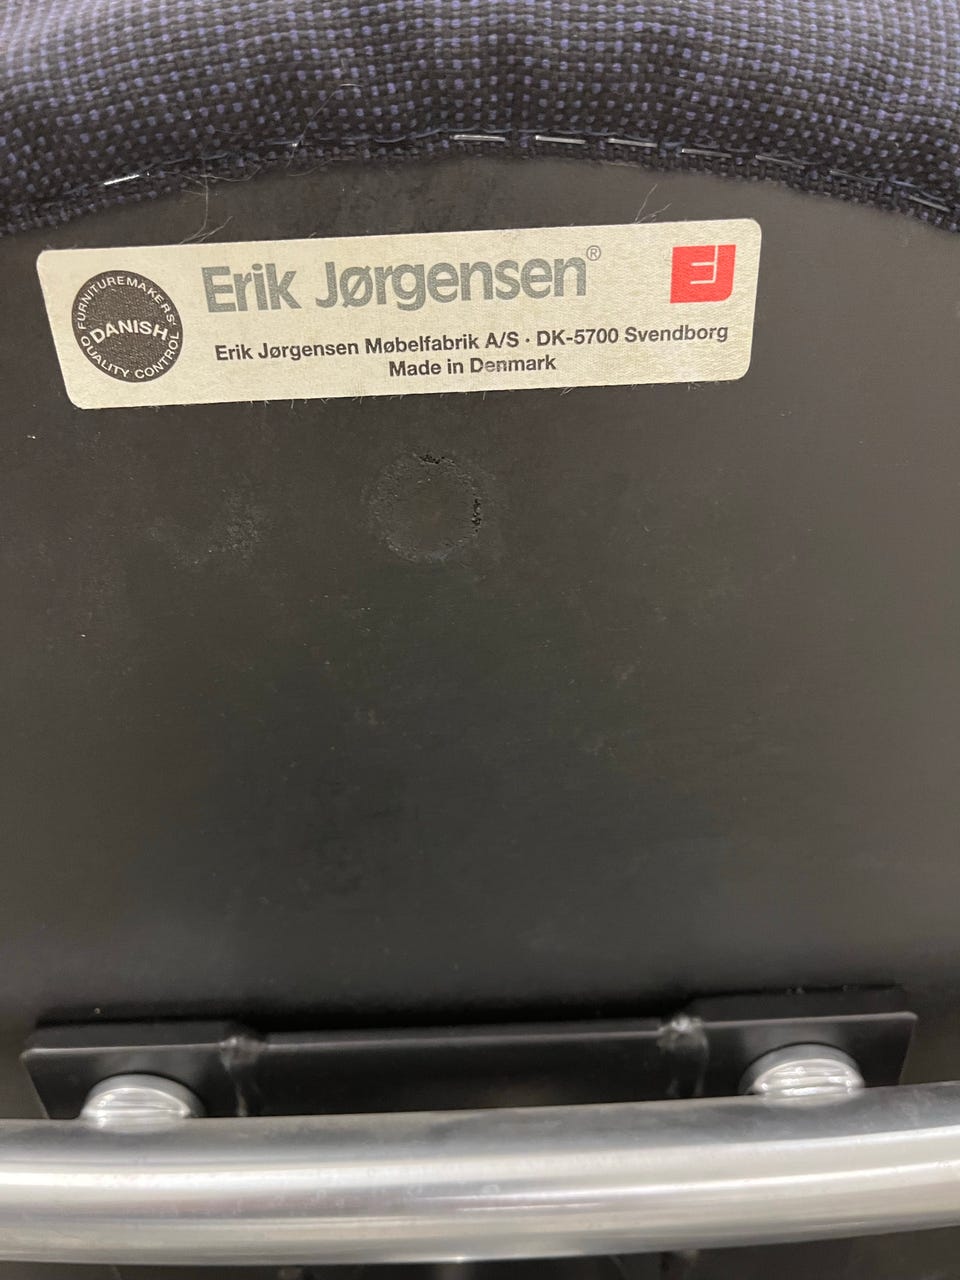 FURNITUREMAKERS'
DANISH
QUALITY CONTROL
Erik Jørgensen®
EJ
Erik Jørgensen Møbelfabrik A/S · DK-5700 Svendborg
Made in Denmark